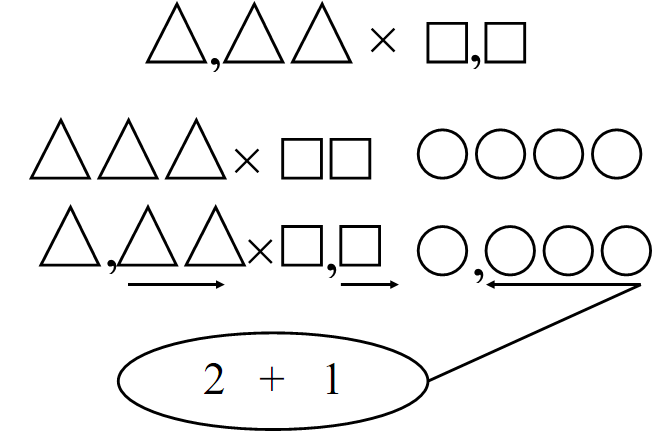 △,△△ × □,□
△△△ × □□ ○○○○
△,△△ × □,□ ○,○○○
2 + 1